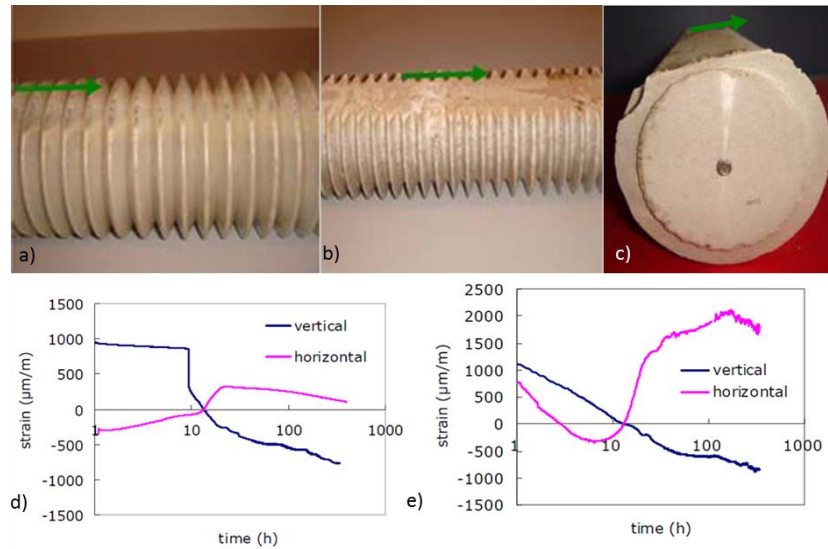 a)
b)
c)
d)
1500
1000
500
0
-500
-1000
-1500
1
10
100
1000
strain (µm/m)
time (h)
vertical
horizontal
e)
2500
2000
1500
1000
500
0
-500
-1000
-1500
1
10
100
1000
strain (µm/m)
time (h)
vertical
horizontal